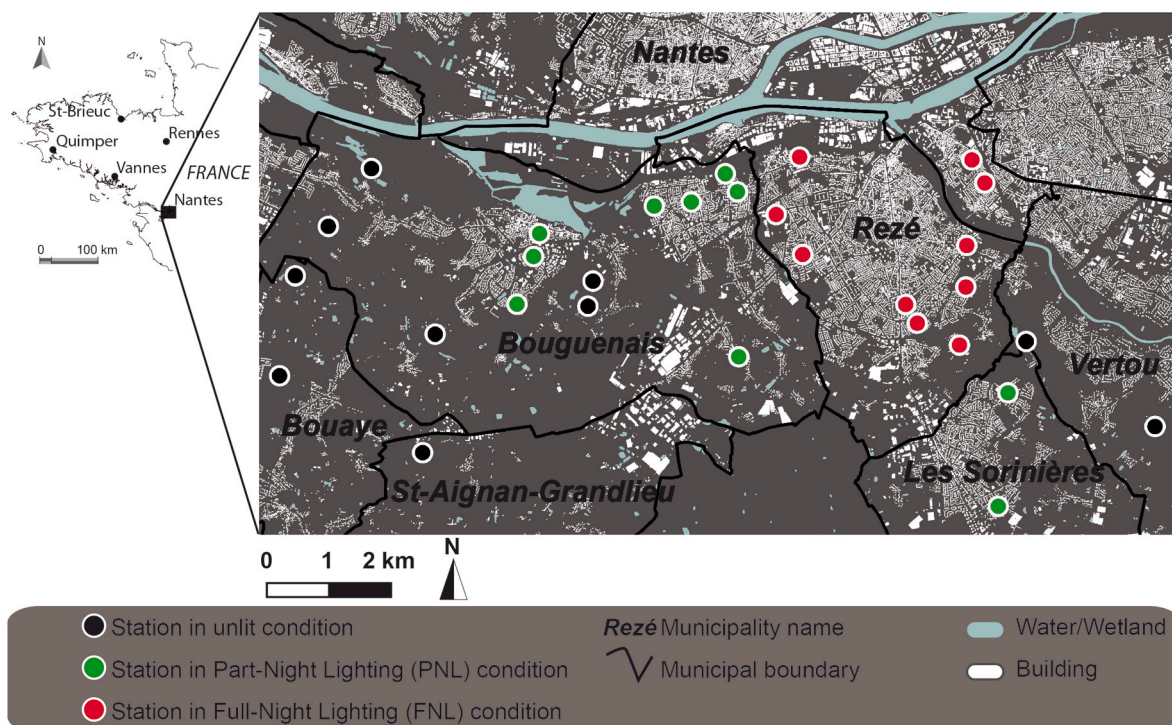 N
St-Brieuc
Rennes
Quimper
Vannes
FRANCE
Nantes
0 100 km
Nantes
Rezé
Bouguenais
Vertou
Bouaye
Les Sorinières
St-Aignan-Grandlieu
0 1 2 km
N
Station in unlit condition
Station in Part-Night Lighting (PNL) condition
Station in Full-Night Lighting (FNL) condition
Rezé Municipality name
Municipal boundary
Water/Wetland
Building